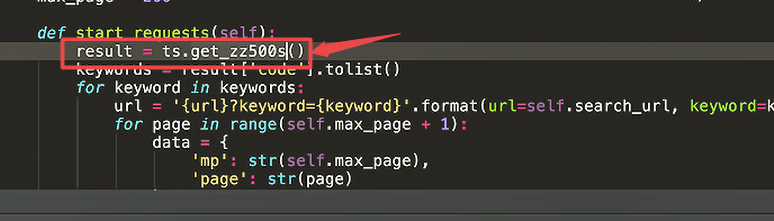 def start_requests(self):
result = ts.get_zz500s()
keywords = result['code'].tolist()
for keyword in keywords:
url = '{url}?keyword={keyword}'.format(url=self.search_url, keyword=k
for page in range(self.max_page + 1):
data = {
'mp': str(self.max_page),
'page': str(page)